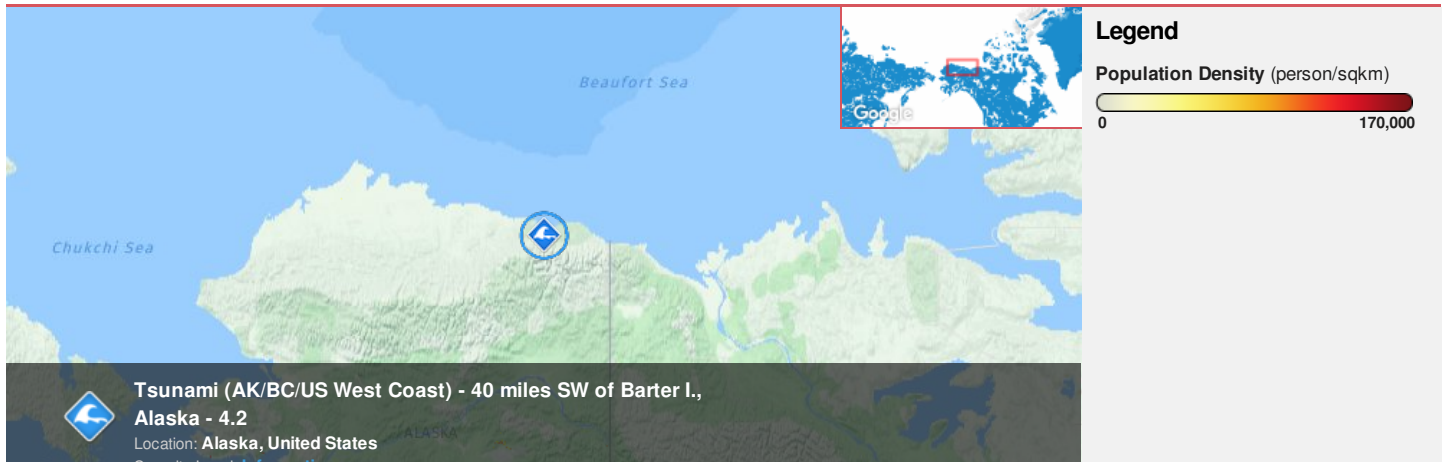 Beaufort Sea
Google
Chukchi Sea
Tsunami (AK/BC/US West Coast) - 40 miles SW of Barter I.,
Alaska - 4.2
ALASKA
Location: Alaska, United States
Legend
Population Density (person/sqkm)
0 170,000